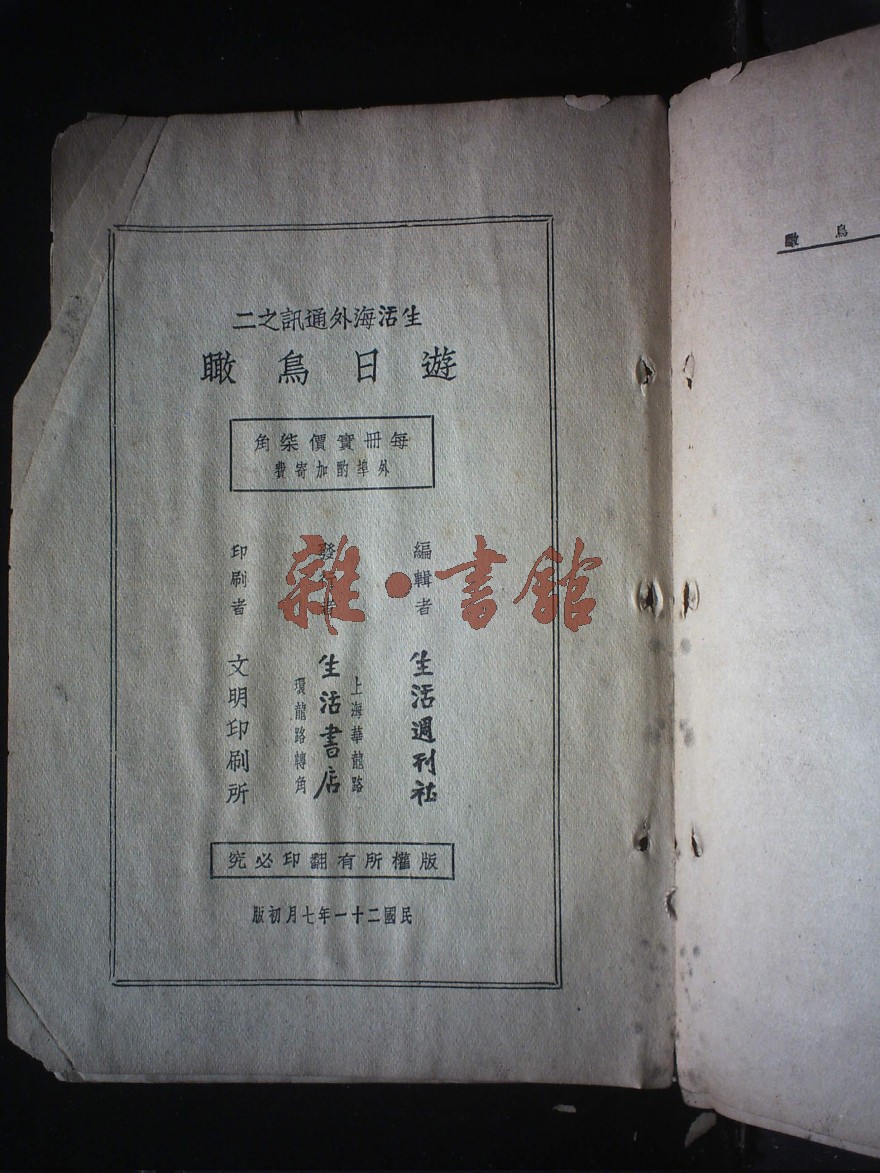 生活海外通訊之二
遊日鳥瞰
每冊實價柒角
外埠酌加寄費
編輯者 生活週刊社
發行者 生活書店
上海華龍路
環龍路轉角
印刷者 文明印刷所
版權所有翻印必究
民國二十一年七月初版
鳥瞰
雜·書館